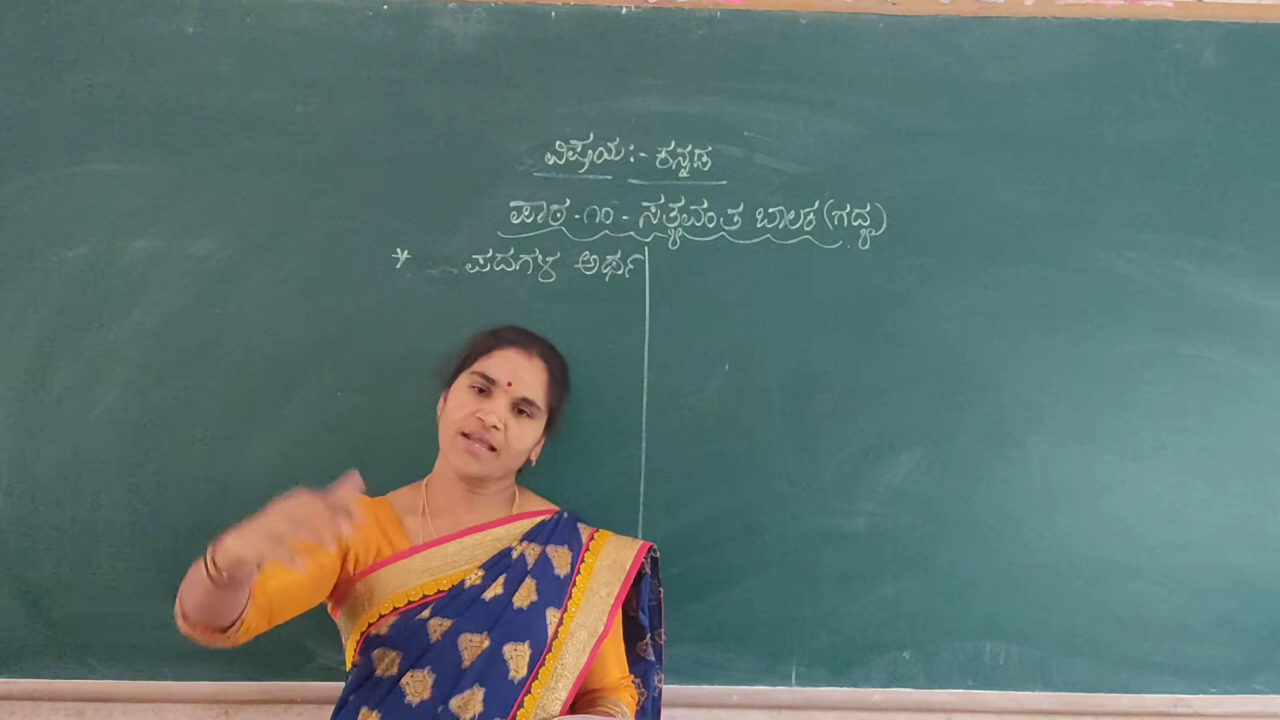 ವಿಷಯ:- ಕನ್ನಡ
ಪಾಠ -೧೦ - ಸತ್ಯವಂತ ಬಾಲಕ (ಗದ್ಯ)
* ಪದಗಳ ಅರ್ಥ